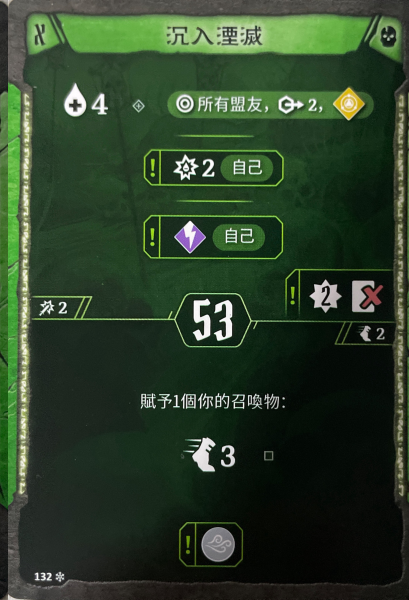 X 沉入湮滅
4 所有盟友, 2,
! 2 自己
! 自己
! 2
2 53 2
賦予1個你的召喚物:
3
!
132